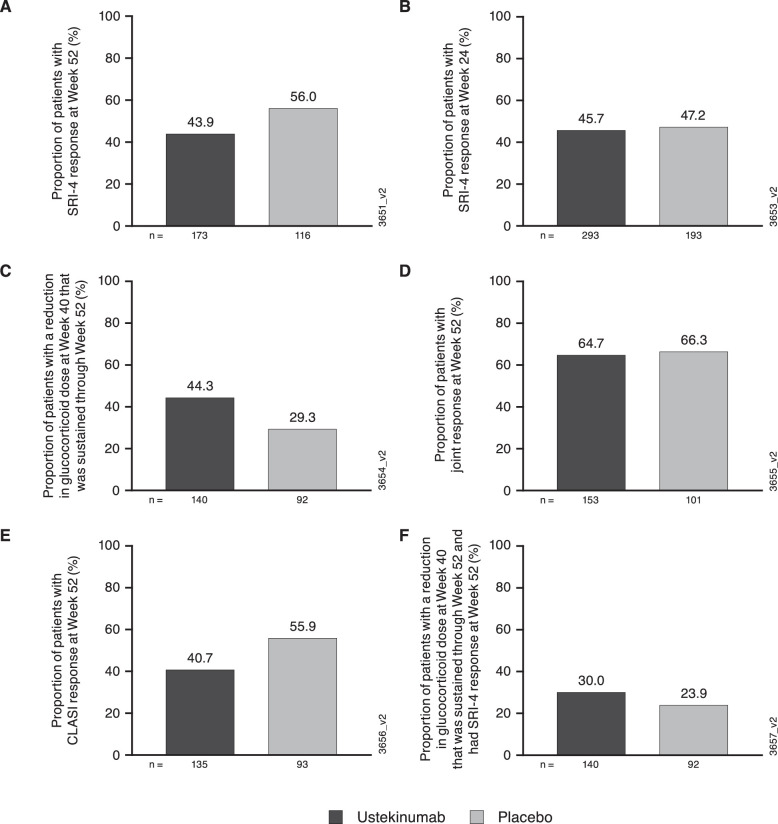 A
Proportion of patients with
SRI-4 response at Week 52 (%)
100
80
60
40
20
0
43.9
56.0
n =
173
116
3651_v2
B
Proportion of patients with
SRI-4 response at Week 24 (%)
100
80
60
40
20
0
45.7
47.2
n =
293
193
3653_v2
C
Proportion of patients with a reduction
in glucocorticoid dose at Week 40 that
was sustained through Week 52 (%)
100
80
60
40
20
0
44.3
29.3
n =
140
92
3654_v2
D
Proportion of patients with
joint response at Week 52 (%)
100
80
60
40
20
0
64.7
66.3
n =
153
101
3655_v2
E
Proportion of patients with
CLASI response at Week 52 (%)
100
80
60
40
20
0
40.7
55.9
n =
135
93
3656_v2
F
Proportion of patients with a reduction
in glucocorticoid dose at Week 40
that was sustained through Week 52 and
had SRI-4 response at Week 52 (%)
100
80
60
40
20
0
30.0
23.9
n =
140
92
3657_v2
Ustekinumab
Placebo